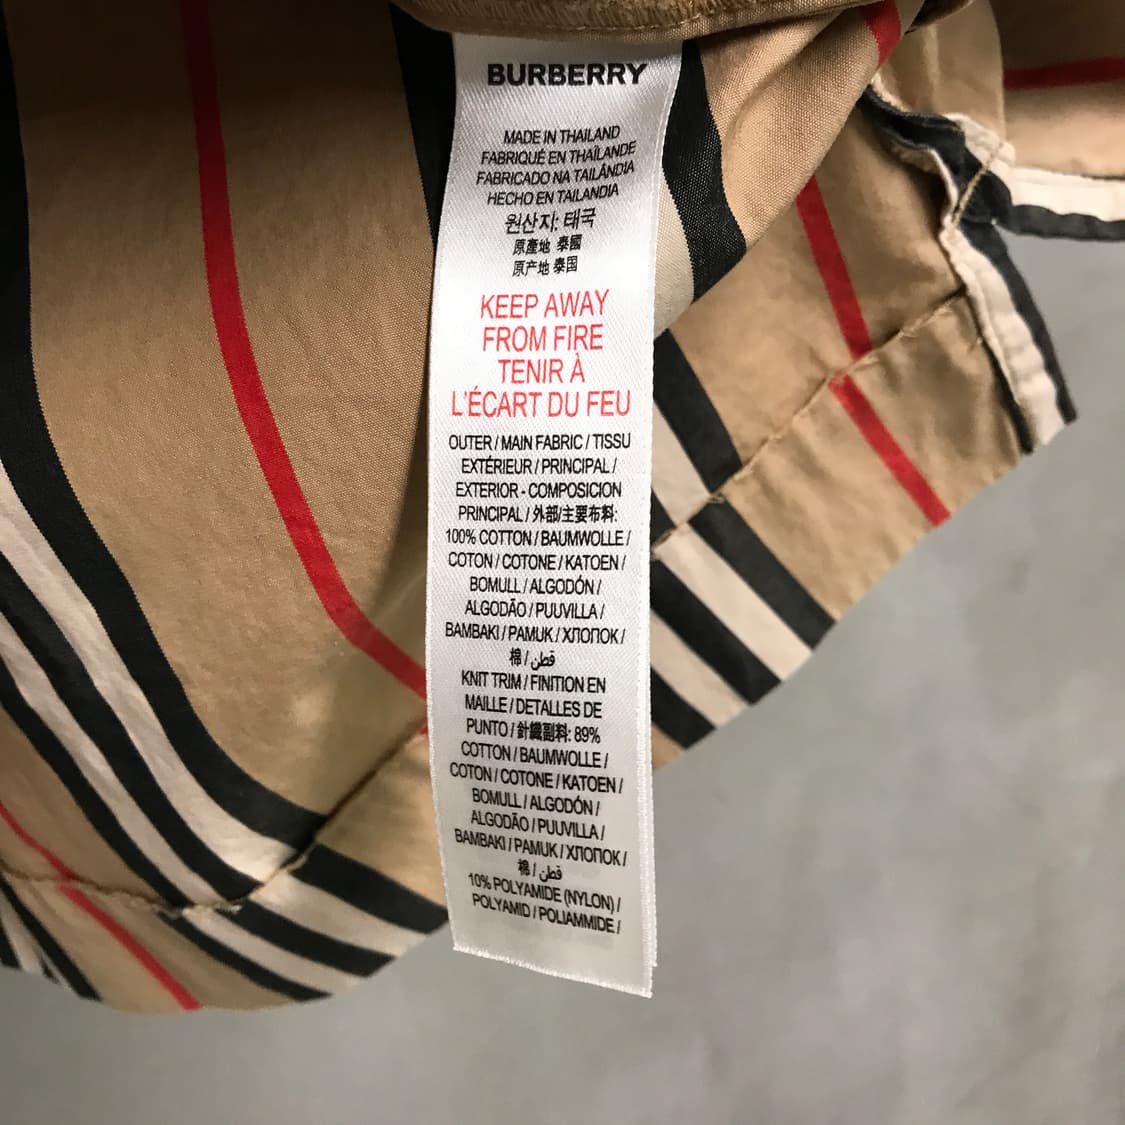 BURBERRY
MADE IN THAILAND
FABRIQUÉ EN THAÏLANDE
FABRICADO NA TAILÂNDIA
HECHO EN TAILANDIA
원산지: 태국
原產地 泰國
原产地 泰国
KEEP AWAY
FROM FIRE
TENIR À
L'ÉCART DU FEU
OUTER / MAIN FABRIC / TISSU
EXTÉRIEUR / PRINCIPAL /
EXTERIOR - COMPOSICION
PRINCIPAL / 外部/主要布料:
100% COTTON / BAUMWOLLE /
COTON / COTONE / KATOEN /
BOMULL / ALGODÓN /
ALGODÃO / PUUVILLA /
BAMBAKI / PAMUK / ХЛОПОК /
棉 / قطن
KNIT TRIM / FINITION EN
MAILLE / DETALLES DE
PUNTO / 針織副料: 89%
COTTON / BAUMWOLLE /
COTON / COTONE / KATOEN /
BOMULL / ALGODÓN /
ALGODÃO / PUUVILLA /
BAMBAKI / PAMUK / ХЛОПОК /
棉 / قطن
10% POLYAMIDE (NYLON) /
POLYAMID / POLIAMMIDE /